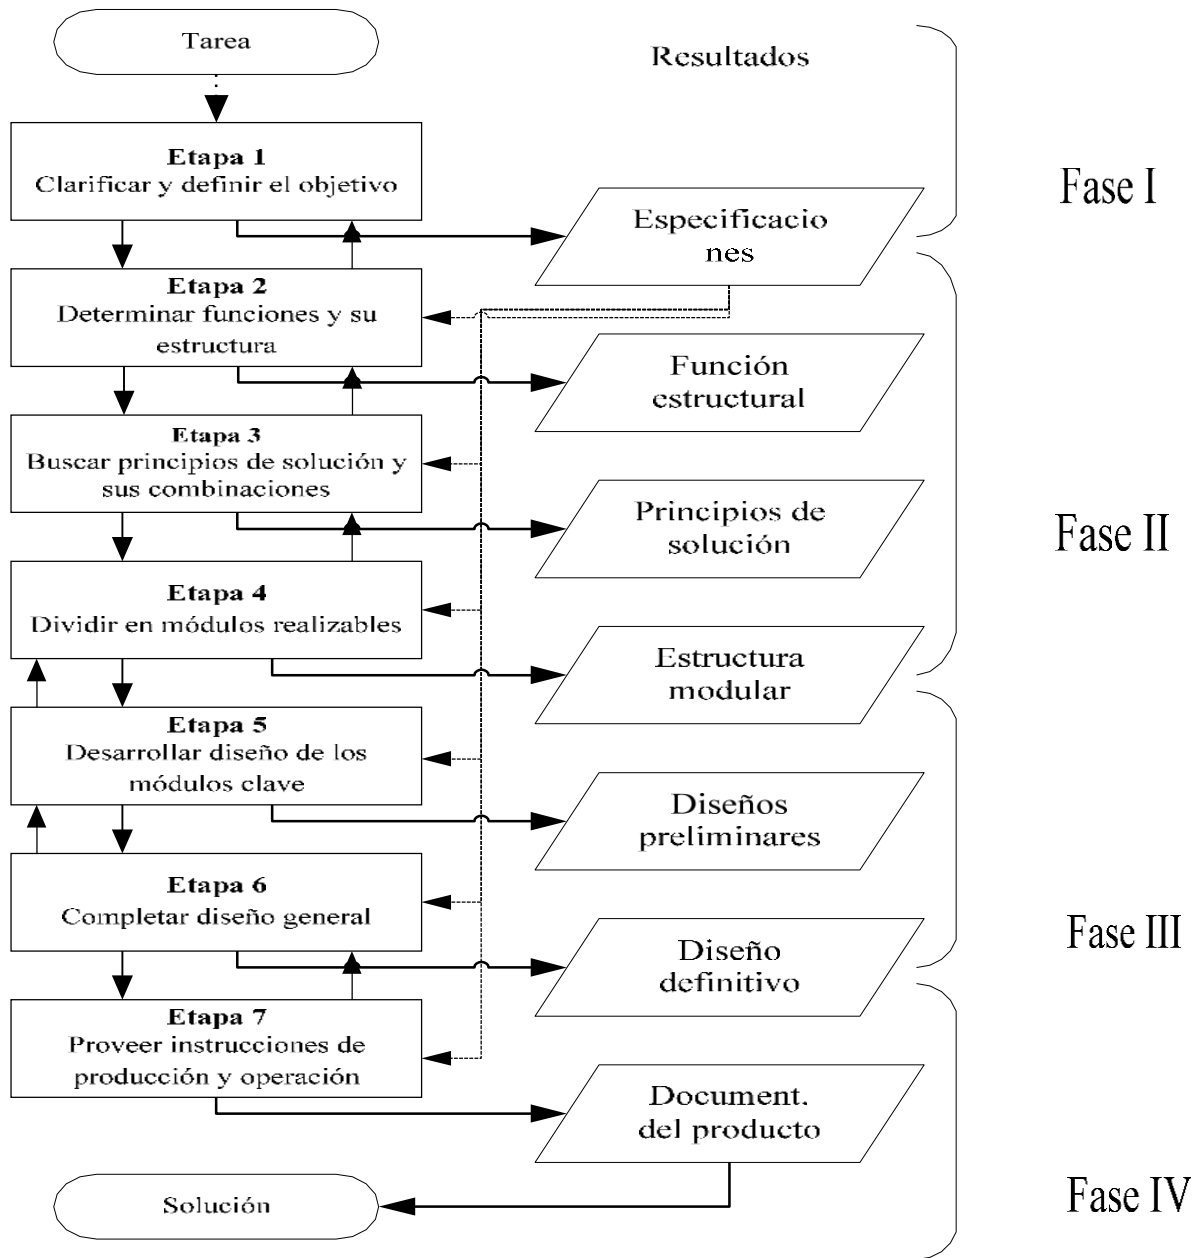 Tarea
Resultados
Etapa 1
Clarificar y definir el objetivo
Fase I
Especificacio
nes
Etapa 2
Determinar funciones y su
estructura
Función
estructural
Etapa 3
Buscar principios de solución y
sus combinaciones
Principios de
solución
Fase II
Etapa 4
Dividir en módulos realizables
Estructura
modular
Etapa 5
Desarrollar diseño de los
módulos clave
Diseños
preliminares
Etapa 6
Completar diseño general
Fase III
Diseño
definitivo
Etapa 7
Proveer instrucciones de
producción y operación
Document.
del producto
Fase IV
Solución